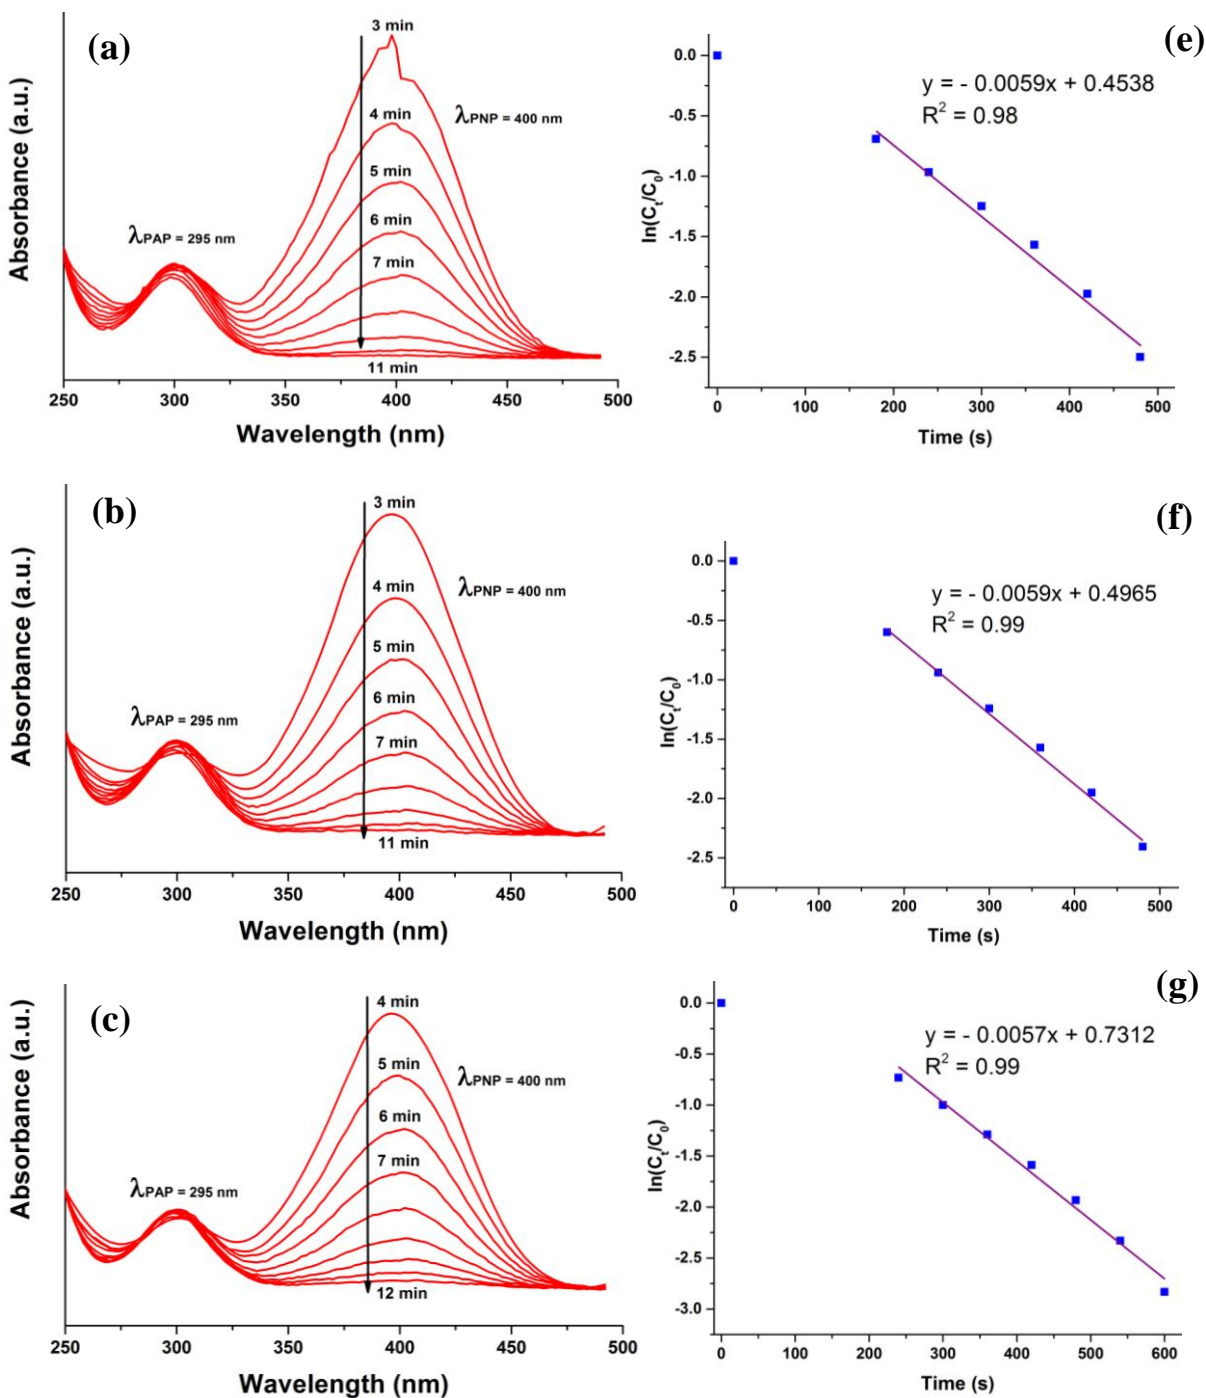 (a)
3 min
4 min
5 min
6 min
7 min
11 min
λPNP = 400 nm
λPAP = 295 nm
Absorbance (a.u.)
250 300 350 400 450 500
Wavelength (nm)
(e)
y = - 0.0059x + 0.4538
R² = 0.98
0.0
-0.5
-1.0
-1.5
-2.0
-2.5
ln(Ct/C0)
0 100 200 300 400 500
Time (s)
(b)
3 min
4 min
5 min
6 min
7 min
11 min
λPNP = 400 nm
λPAP = 295 nm
Absorbance (a.u.)
250 300 350 400 450 500
Wavelength (nm)
(f)
y = - 0.0059x + 0.4965
R² = 0.99
0.0
-0.5
-1.0
-1.5
-2.0
-2.5
ln(Ct/C0)
0 100 200 300 400 500
Time (s)
(c)
4 min
5 min
6 min
7 min
12 min
λPNP = 400 nm
λPAP = 295 nm
Absorbance (a.u.)
250 300 350 400 450 500
Wavelength (nm)
(g)
y = - 0.0057x + 0.7312
R² = 0.99
0.0
-0.5
-1.0
-1.5
-2.0
-2.5
-3.0
ln(Ct/C0)
0 100 200 300 400 500 600
Time (s)